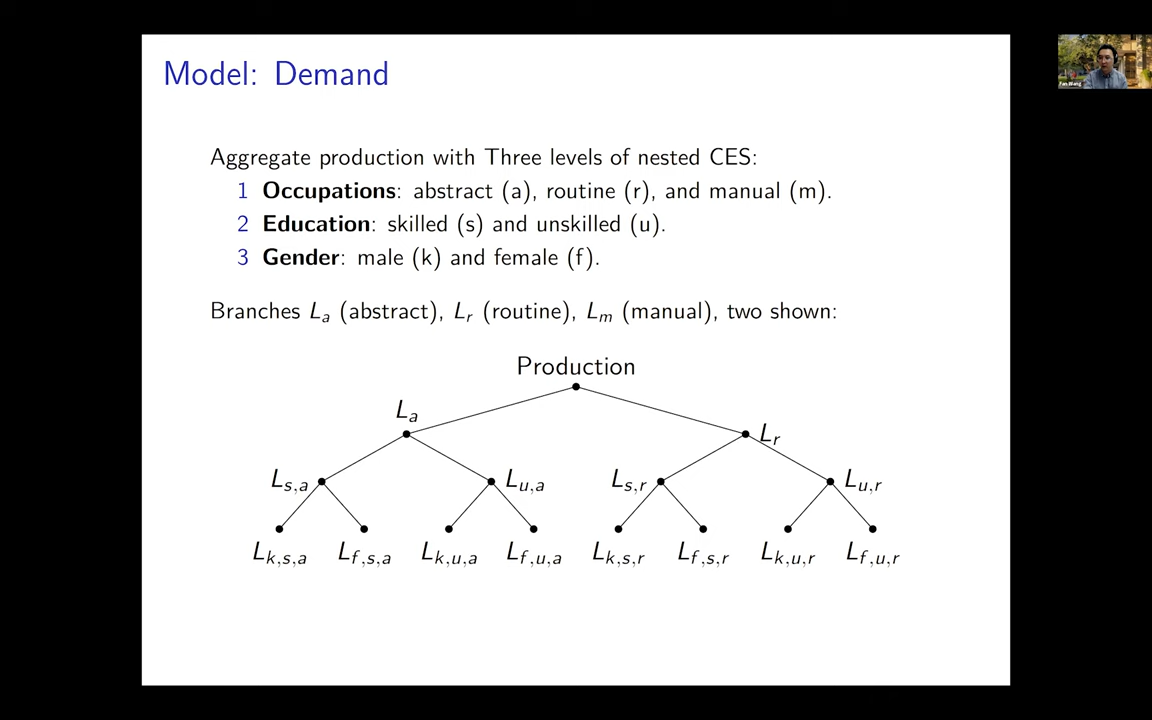 Model: Demand
Aggregate production with Three levels of nested CES:
1 Occupations: abstract (a), routine (r), and manual (m).
2 Education: skilled (s) and unskilled (u).
3 Gender: male (k) and female (f).
Branches L_a (abstract), L_r (routine), L_m (manual), two shown:
Production
L_a
L_r
L_s,a L_u,a L_s,r L_u,r
L_k,s,a L_f,s,a L_k,u,a L_f,u,a L_k,s,r L_f,s,r L_k,u,r L_f,u,r
Fan Wang